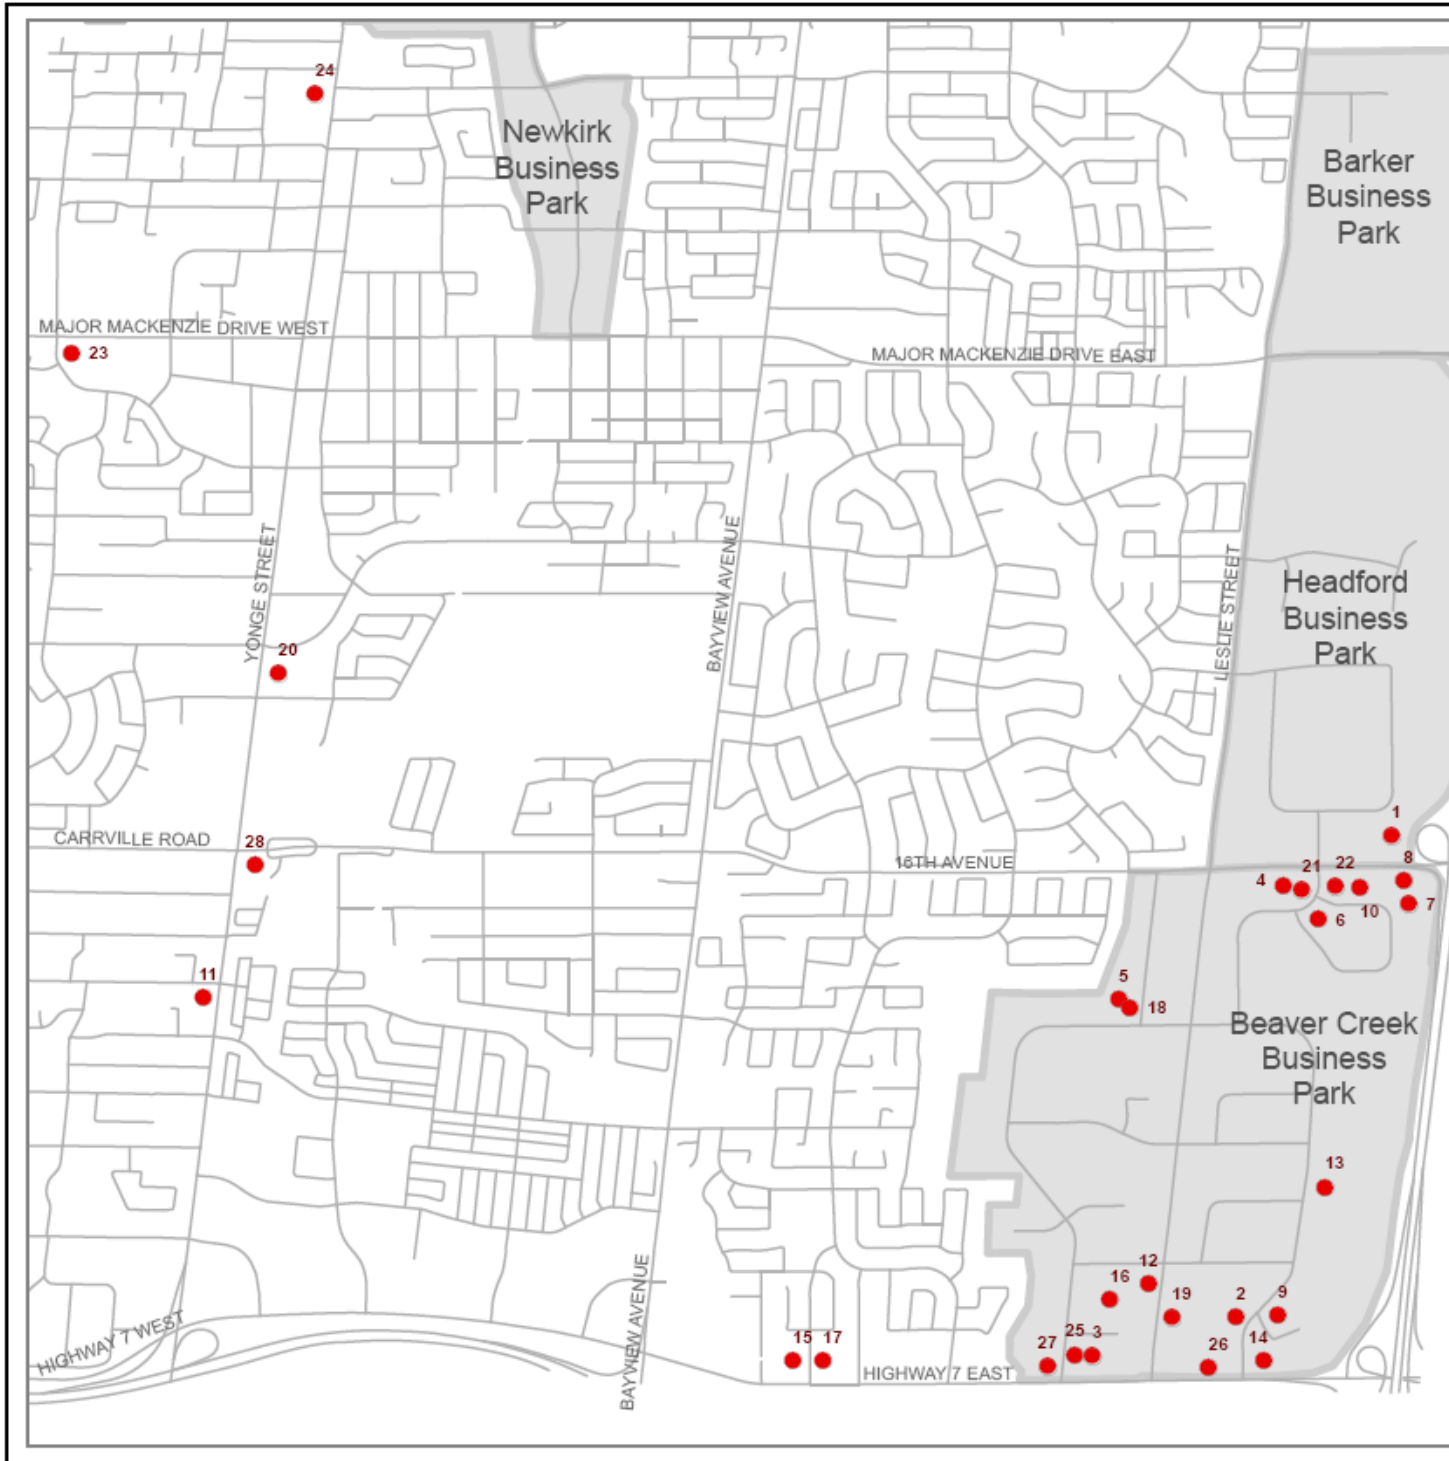 24
Newkirk
Business
Park
Barker
Business
Park
MAJOR MACKENZIE DRIVE WEST
23
MAJOR MACKENZIE DRIVE EAST
YONGE STREET
BAYVIEW AVENUE
LESLIE STREET
Headford
Business
Park
20
1
CARRVILLE ROAD
28
16TH AVENUE
4
21
22
8
10
7
6
11
5
18
Beaver Creek
Business
Park
13
12
16
19
2
9
BAYVIEW AVENUE
HIGHWAY 7 WEST
15
17
27
25
3
26
14
HIGHWAY 7 EAST